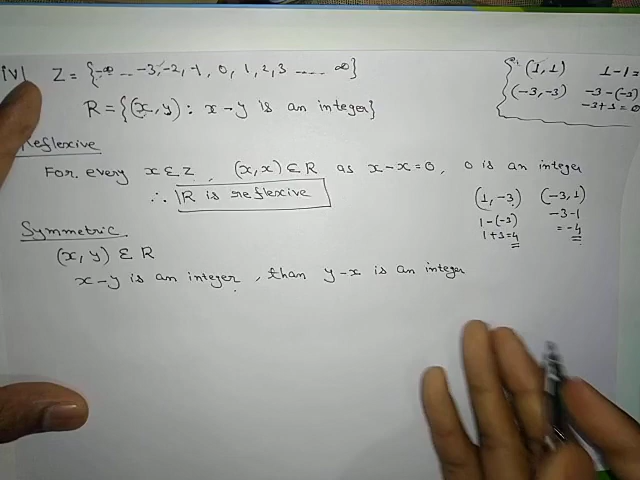 iv) Z = {-∞ .. -3, -2, -1, 0, 1, 2, 3 .... ∞}
R = {(x, y) : x-y is an integer}
(1, 1) 1-1=
(-3, -3) -3-(-3)
-3+3=0
Reflexive
For every x ε Z, (x, x) ε R as x-x=0, 0 is an integer
∴ R is reflexive
(1, -3) (-3, 1)
1-(-3) -3-1
1+3=4 =-4
Symmetric
(x, y) ε R
x-y is an integer, than y-x is an integer